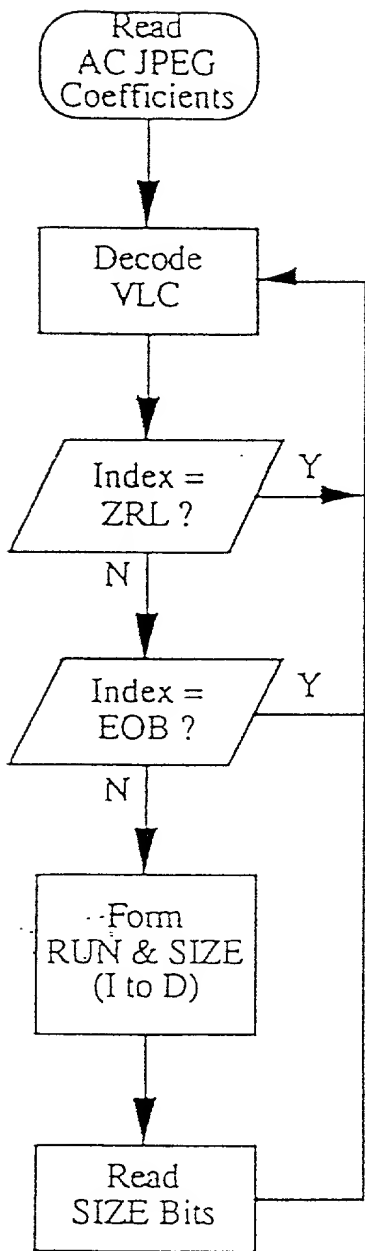 Read
AC JPEG
Coefficients
Decode
VLC
Index =
ZRL ?
Y
N
Index =
EOB ?
Y
N
Form
RUN & SIZE
(I to D)
Read
SIZE Bits